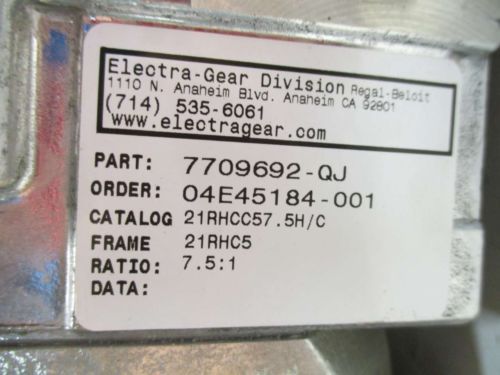 Electra-Gear Division Regal-Beloit
1110 N. Anaheim Blvd. Anaheim CA 92801
(714) 535-6061
www.electragear.com
PART: 7709692-QJ
ORDER: 04E45184-001
CATALOG 21RHCC57.5H/C
FRAME 21RHC5
RATIO: 7.5:1
DATA: